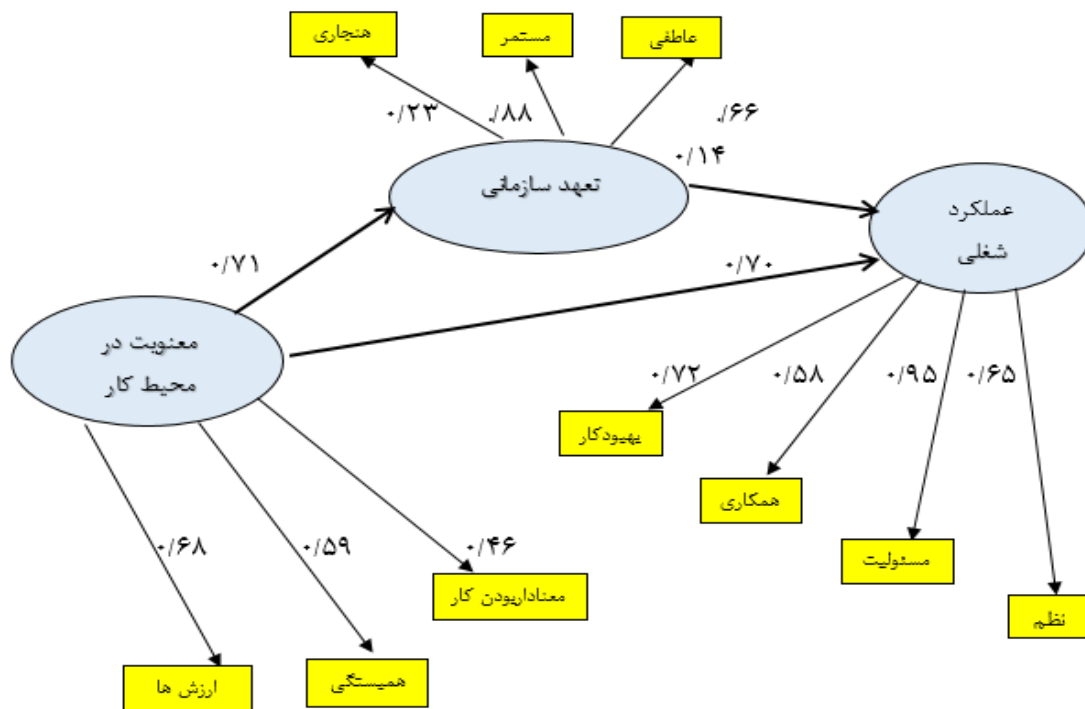 هنجاری
مستمر
عاطفی
۰/۲۳
۰/۸۸
۰/۶۶
تعهد سازمانی
۰/۱۴
عملکرد
شغلی
۰/۷۱
۰/۷۰
معنویت در
محیط کار
۰/۷۲
۰/۵۸
۰/۹۵
۰/۶۵
بهبودکار
همکاری
مسئولیت
نظم
۰/۶۸
۰/۵۹
۰/۴۶
معناداربودن کار
همبستگی
ارزش ها